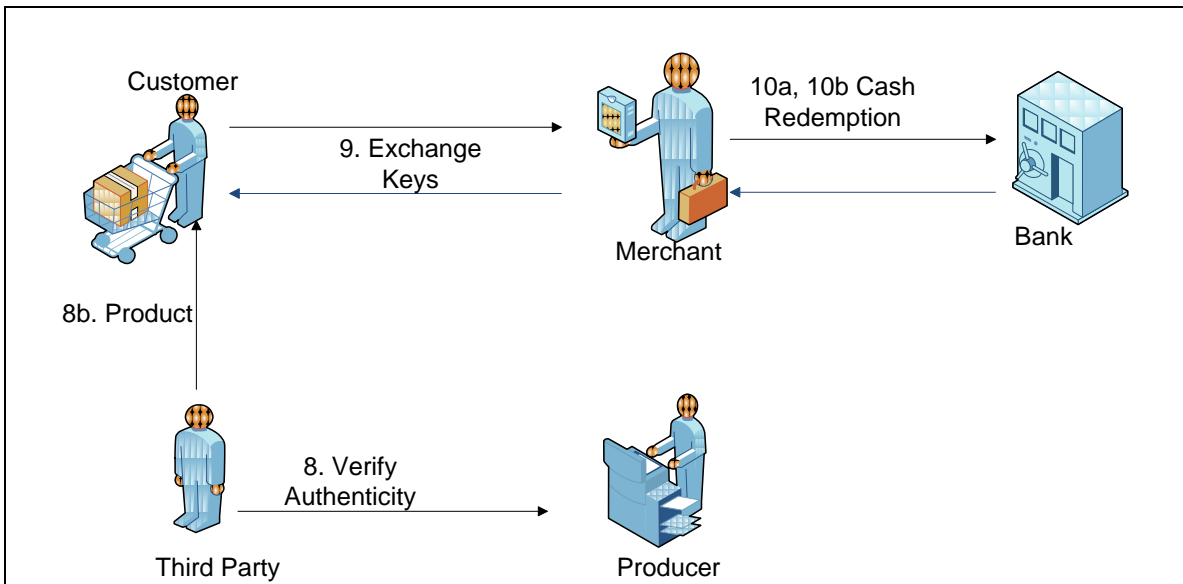 Customer
10a, 10b Cash
Redemption
9. Exchange
Keys
Merchant
Bank
8b. Product
8. Verify
Authenticity
Third Party
Producer